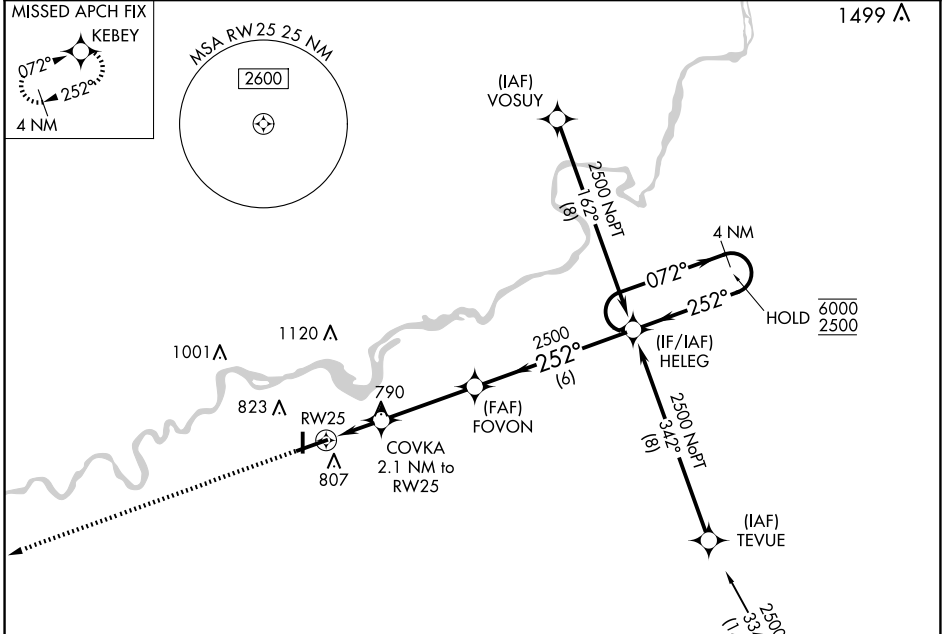 MISSED APCH FIX
KEBEY
072°
252°
4 NM
MSA RW25 25 NM
2600
1499
(IAF)
VOSUY
2500 NoPT
162°
(8)
4 NM
072°
252°
HOLD
6000
2500
(IF/IAF)
HELEG
2500
252°
(6)
1120
1001
790
823
RW25
(FAF)
FOVON
COVKA
2.1 NM to
RW25
807
2500 NoPT
342°
(8)
(IAF)
TEVUE
2500